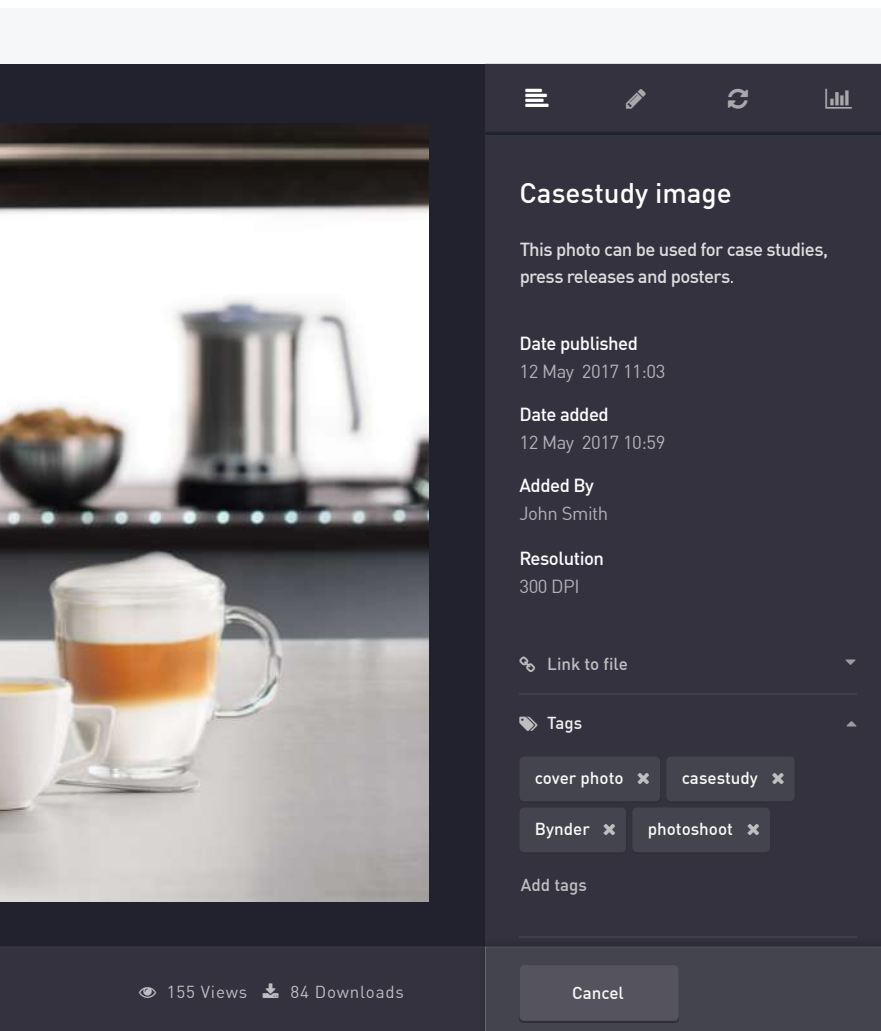 Casestudy image
This photo can be used for case studies,
press releases and posters.
Date published
12 May 2017 11:03
Date added
12 May 2017 10:59
Added By
John Smith
Resolution
300 DPI
Link to file
Tags
cover photo casestudy
Bynder photoshoot
Add tags
155 Views 84 Downloads
Cancel